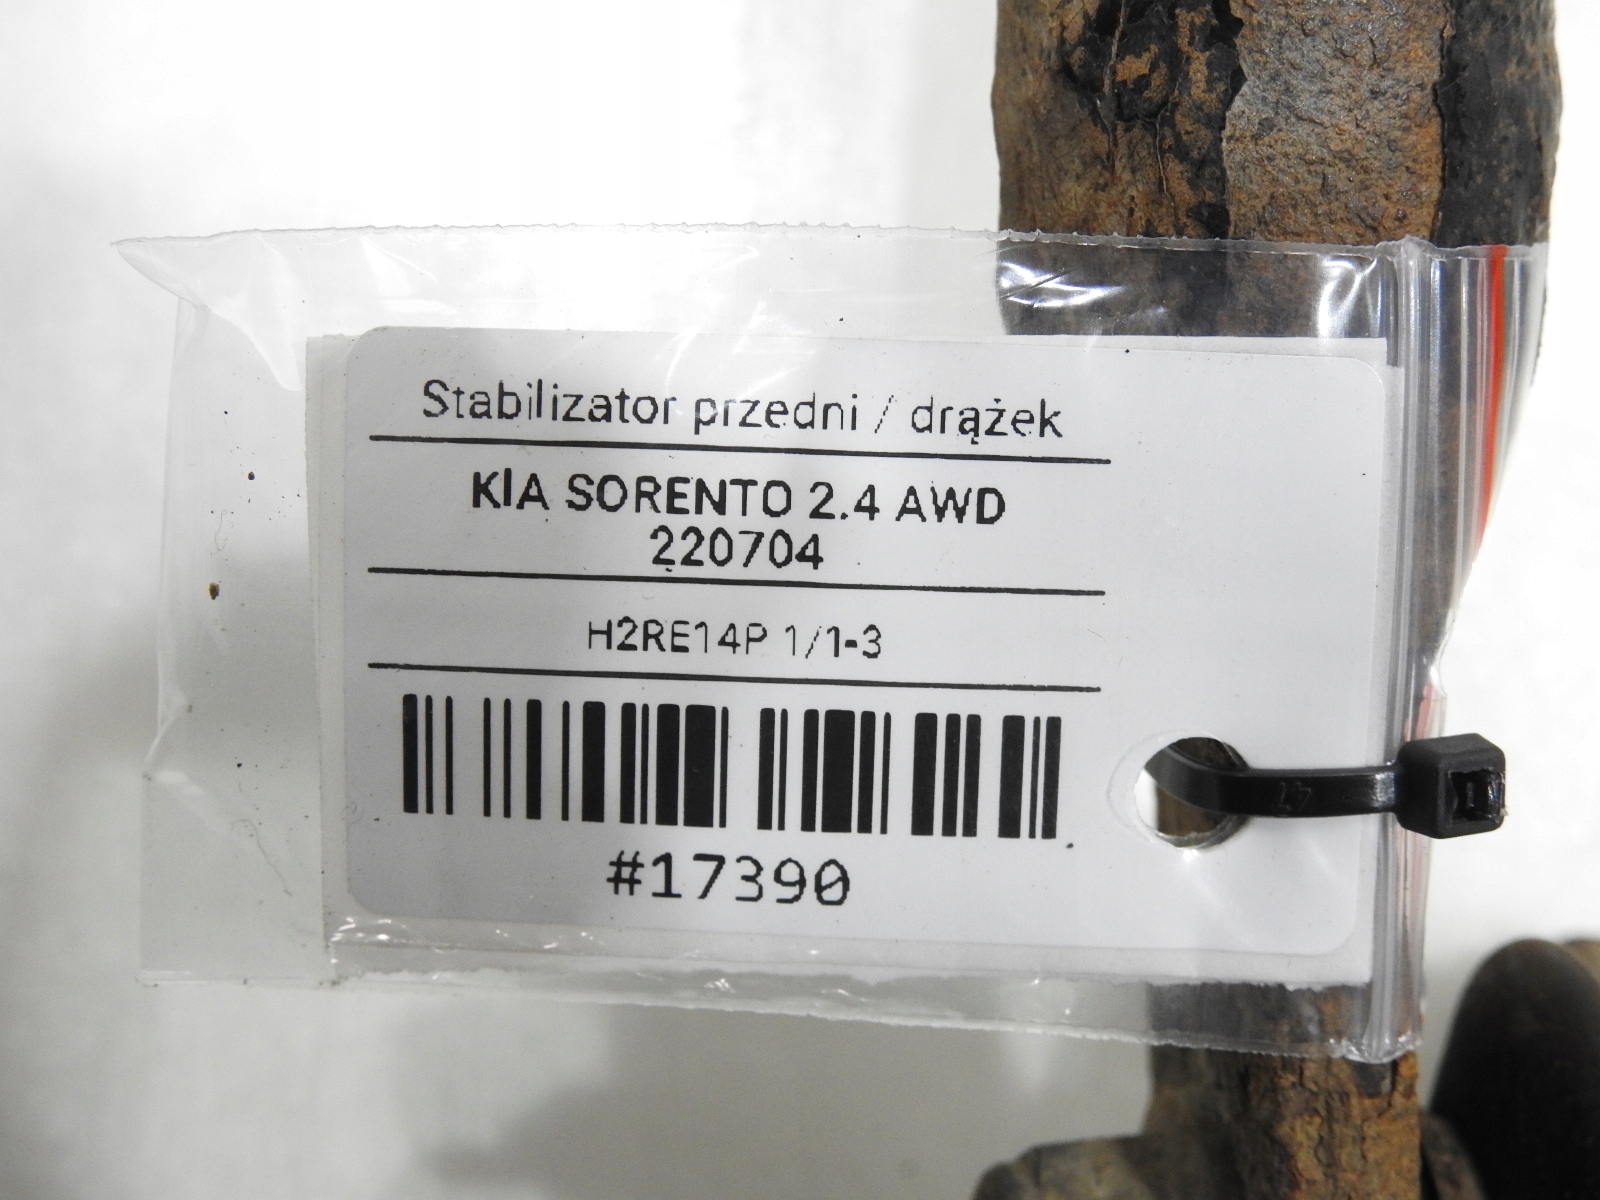 Stabilizator przedni / drążek
KIA SORENTO 2.4 AWD
220704
H2RE14P 1/1-3
#17390